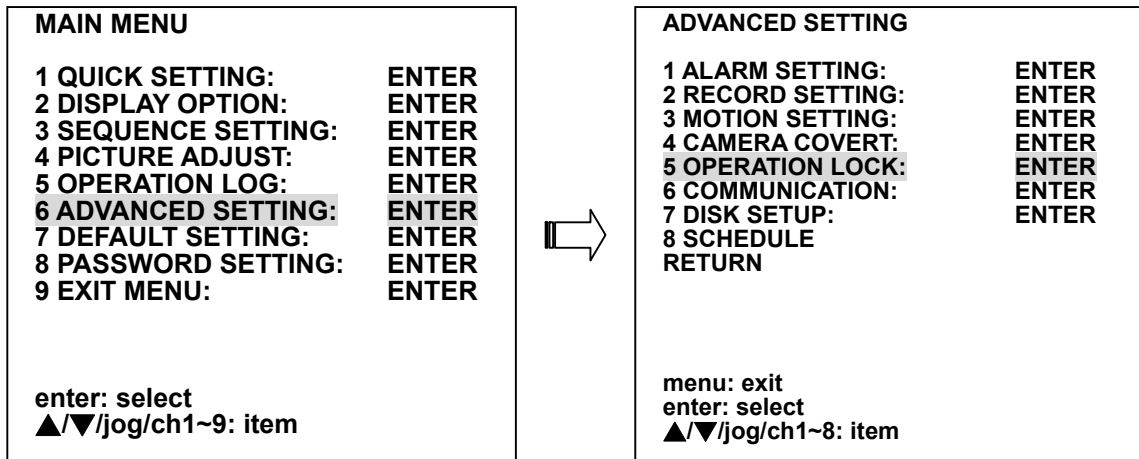 MAIN MENU
1 QUICK SETTING: ENTER
2 DISPLAY OPTION: ENTER
3 SEQUENCE SETTING: ENTER
4 PICTURE ADJUST: ENTER
5 OPERATION LOG: ENTER
6 ADVANCED SETTING: ENTER
7 DEFAULT SETTING: ENTER
8 PASSWORD SETTING: ENTER
9 EXIT MENU: ENTER
enter: select
▲/▼/jog/ch1~9: item
ADVANCED SETTING
1 ALARM SETTING: ENTER
2 RECORD SETTING: ENTER
3 MOTION SETTING: ENTER
4 CAMERA COVERT: ENTER
5 OPERATION LOCK: ENTER
6 COMMUNICATION: ENTER
7 DISK SETUP: ENTER
8 SCHEDULE
RETURN
menu: exit
enter: select
▲/▼/jog/ch1~8: item